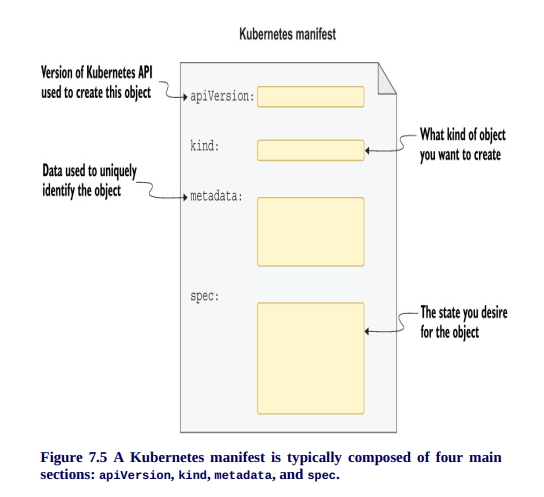 Kubernetes manifest
Version of Kubernetes API
used to create this object
apiVersion:
kind:
What kind of object
you want to create
Data used to uniquely
identify the object
metadata:
spec:
The state you desire
for the object
Figure 7.5 A Kubernetes manifest is typically composed of four main
sections: apiVersion, kind, metadata, and spec.